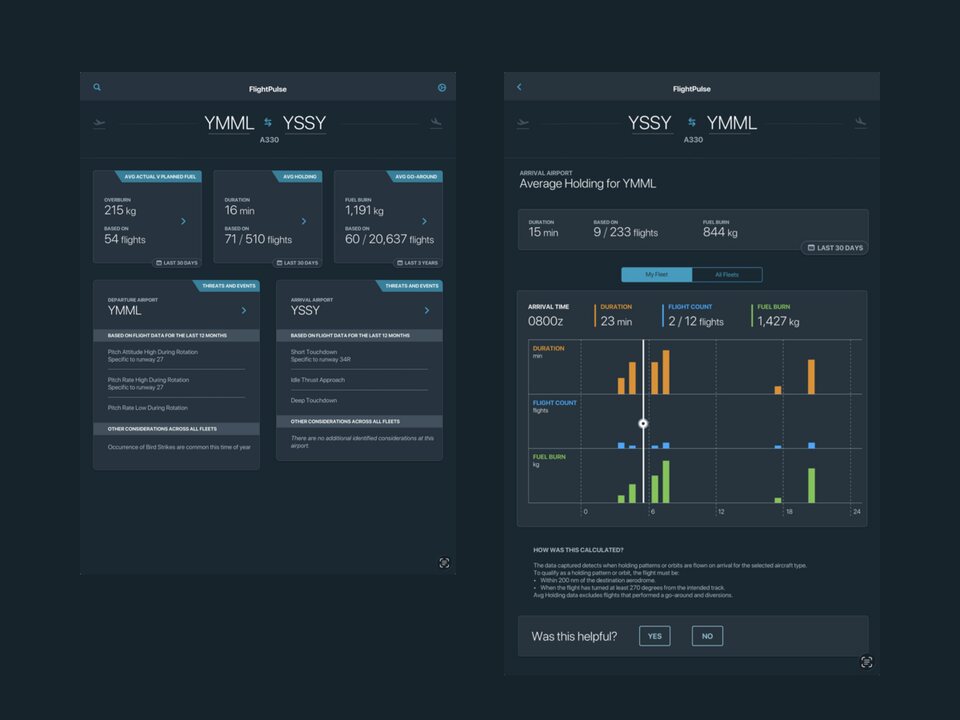 FlightPulse
YMML YSSY
A330
AVG ACTUAL V PLANNED FUEL
OVERBURN
215 kg
BASED ON
54 flights
LAST 30 DAYS
AVG HOLDING
DURATION
16 min
BASED ON
71 / 510 flights
LAST 30 DAYS
AVG GO-AROUND
FUEL BURN
1,191 kg
BASED ON
60 / 20,637 flights
LAST 3 YEARS
THREATS AND EVENTS
DEPARTURE AIRPORT
YMML
BASED ON FLIGHT DATA FOR THE LAST 12 MONTHS
Pitch Attitude High During Rotation
Specific to runway 27
Pitch Rate High During Rotation
Specific to runway 27
Pitch Rate Low During Rotation
OTHER CONSIDERATIONS ACROSS ALL FLEETS
Occurrence of Bird Strikes are common this time of year
THREATS AND EVENTS
ARRIVAL AIRPORT
YSSY
BASED ON FLIGHT DATA FOR THE LAST 12 MONTHS
Short Touchdown
Specific to runway 34R
Idle Thrust Approach
Deep Touchdown
OTHER CONSIDERATIONS ACROSS ALL FLEETS
There are no additional identified considerations at this
airport.
FlightPulse
YSSY YMML
A330
ARRIVAL AIRPORT
Average Holding for YMML
DURATION
15 min
BASED ON
9 / 233 flights
FUEL BURN
844 kg
LAST 30 DAYS
My Fleet
All Fleets
ARRIVAL TIME
0800z
DURATION
23 min
FLIGHT COUNT
2 / 12 flights
FUEL BURN
1,427 kg
DURATION
min
FLIGHT COUNT
flights
FUEL BURN
kg
0 6 12 18 24
HOW WAS THIS CALCULATED?
The data captured detects when holding patterns or orbits are flown on arrival for the selected aircraft type.
To qualify as a holding pattern or orbit, the flight must be:
• Within 200 nm of the destination aerodrome.
• When the flight has turned at least 270 degrees from the intended track.
Avg Holding data excludes flights that performed a go-around and diversions.
Was this helpful?
YES
NO